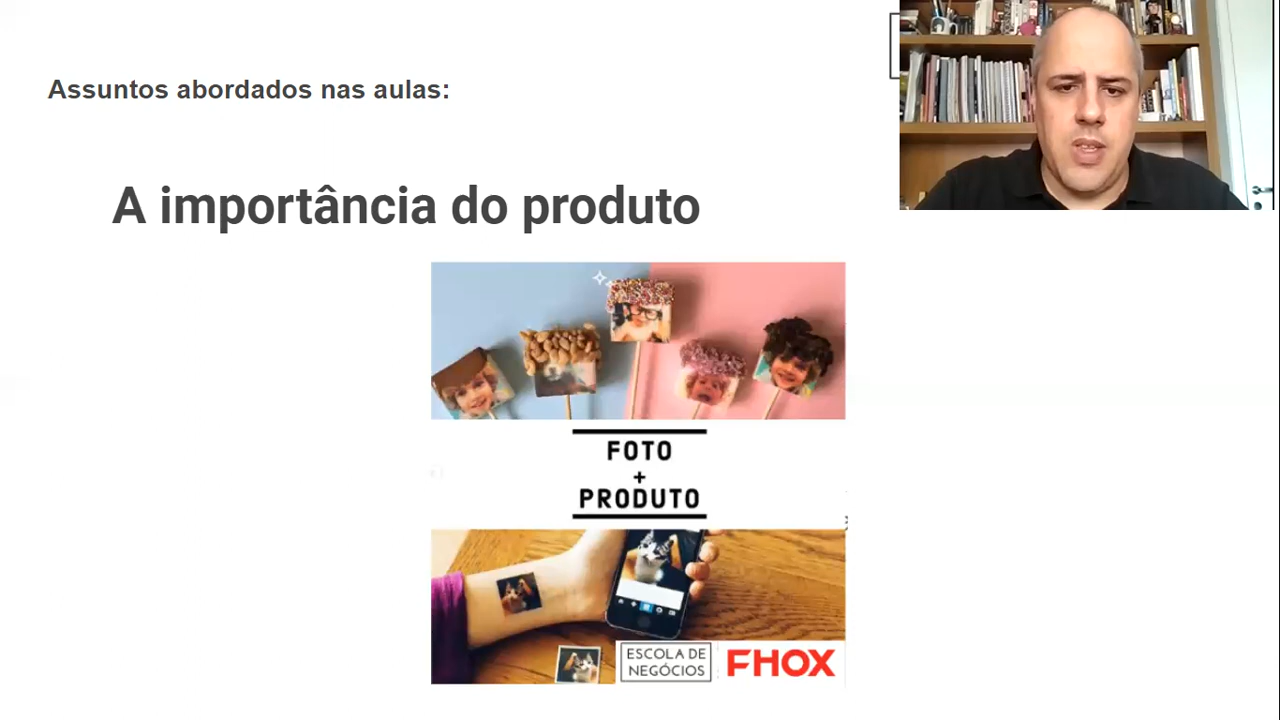 Assuntos abordados nas aulas:
A importância do produto
FOTO
+
PRODUTO
ESCOLA DE
NEGÓCIOS
FHOX